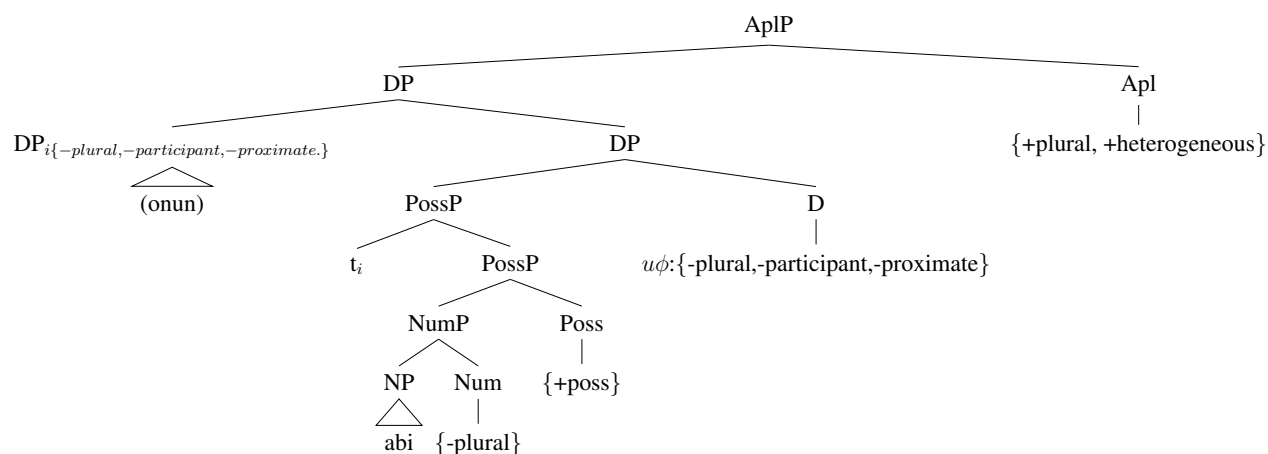 AplP
DP Apl
DP_{i{−plural,−participant,−proximate.}} DP {+plural, +heterogeneous}
(onun) PossP D
t_i PossP uϕ:{-plural,-participant,-proximate}
NumP Poss
NP Num {+poss}
abi {-plural}